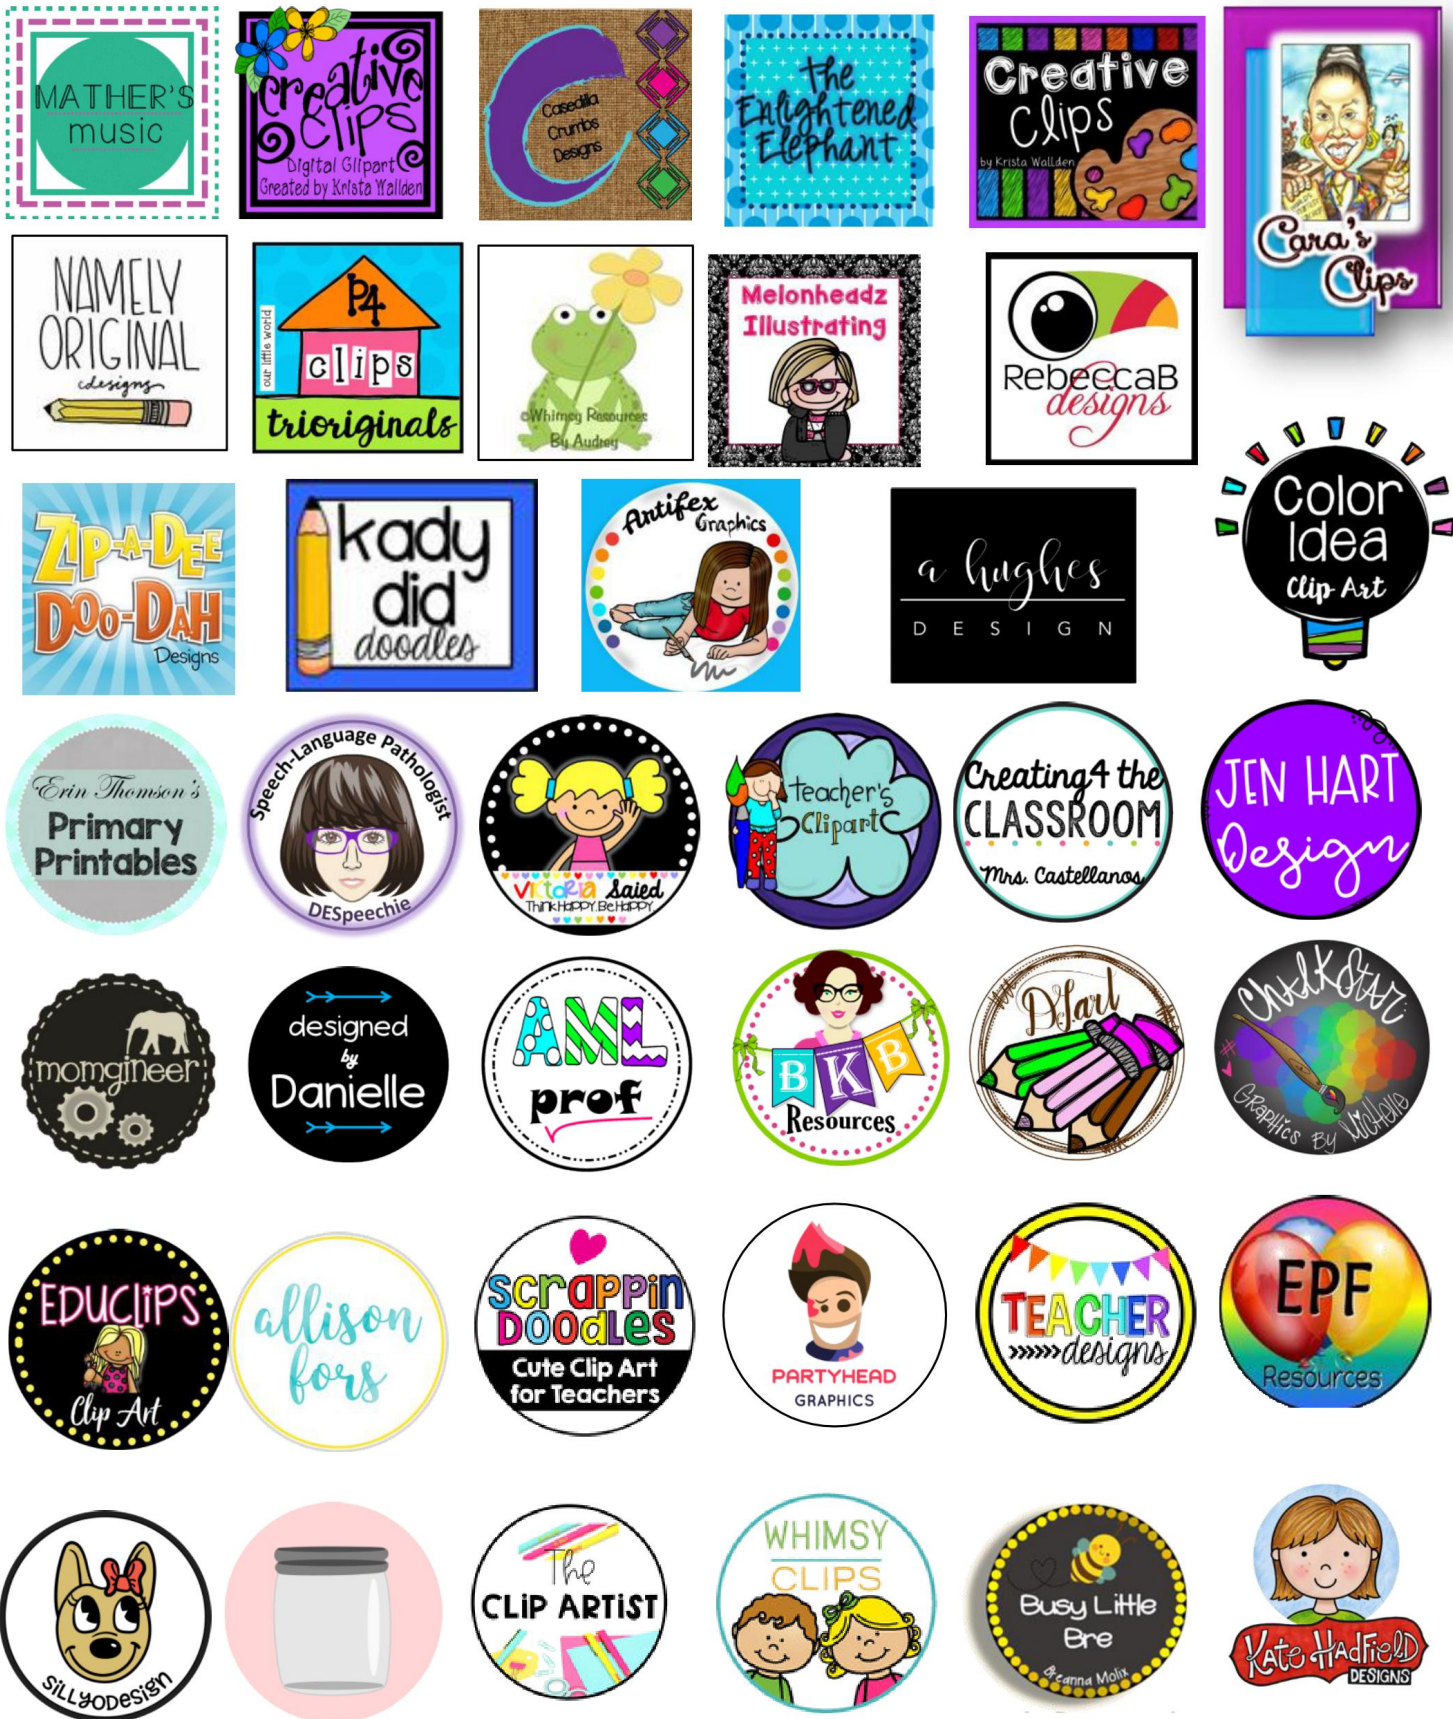 MATHER'S
music
creative
clips
Digital Clipart
Created by Krista Wallden
Casedilla
Crumbs
Designs
the
Enlightened
Elephant
Creative
Clips
by Krista Wallden
Cara's
Clips
NAMELY
ORIGINAL
designs
our little world
P4
clips
trioriginals
©Whimsy Resources
By Audrey
Melonheadz
Illustrating
RebeccaB
designs
Color
Idea
Clip Art
ZIP-A-DEE
DOO-DAH
Designs
kady
did
doodles
Artifex
Graphics
a hughes
DESIGN
Erin Thomson's
Primary
Printables
Speech-Language Pathologist
DESpeechie
Victoria Saied
Think Happy. Be Happy.
teacher's
Clipart
Creating4 the
CLASSROOM
Mrs. Castellanos
JEN HART
Design
momgineer
designed
by
Danielle
AML
prof
BKB
Resources
ChalkStar
Graphics By Michelle
EDUCLIPS
Clip Art
allison
fors
Scrappin
Doodles
Cute Clip Art
for Teachers
PARTYHEAD
GRAPHICS
TEACHER
designs
EPF
Resources
SILLYODESIGN
The
CLIP ARTIST
WHIMSY
CLIPS
Busy Little
Bre
Breanna Molix
Kate Hadfield
DESIGNS